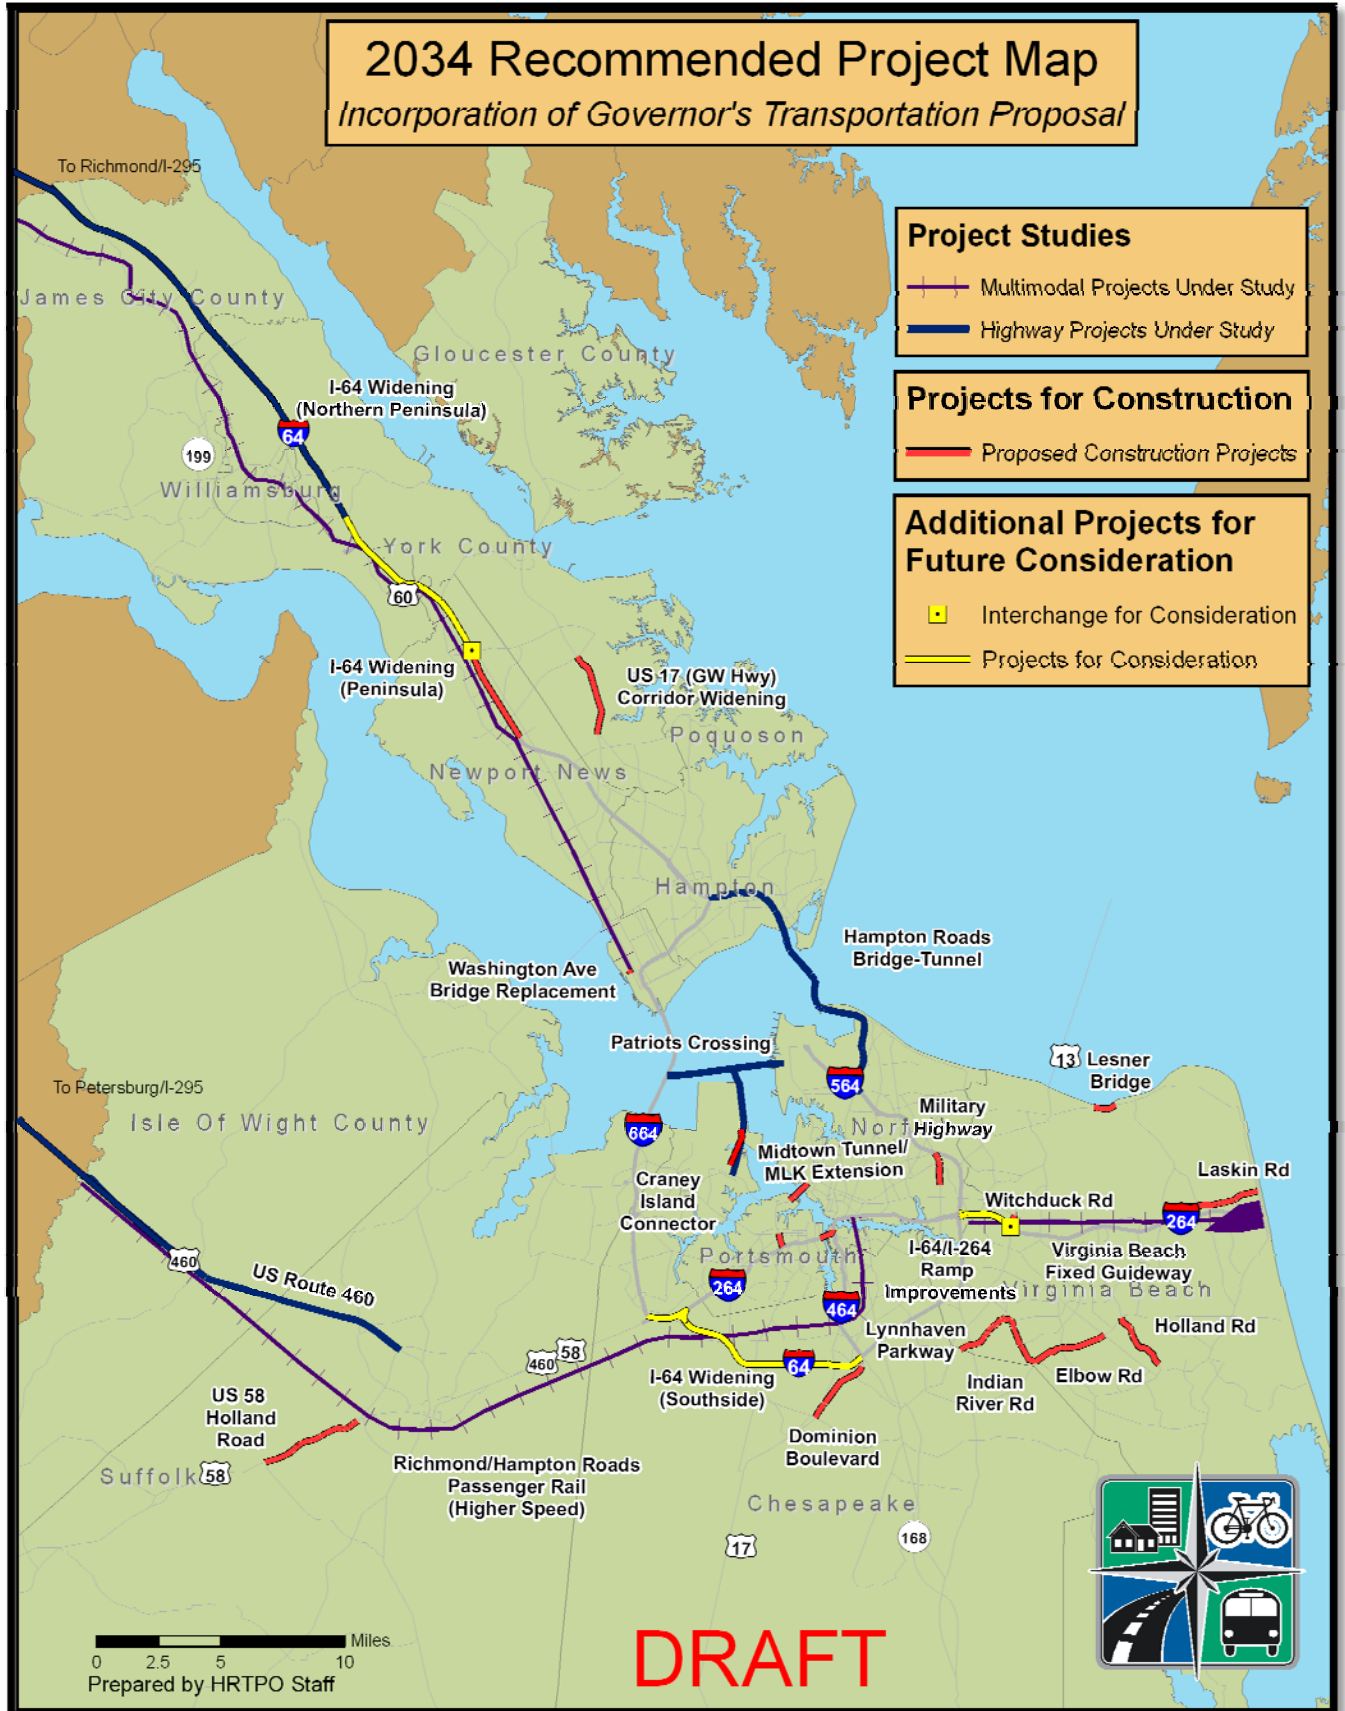 2034 Recommended Project Map
Incorporation of Governor's Transportation Proposal
To Richmond/I-295
Project Studies
Multimodal Projects Under Study
Highway Projects Under Study
James City County
Gloucester County
Projects for Construction
Proposed Construction Projects
I-64 Widening
(Northern Peninsula)
64
199
Williamsburg
Additional Projects for
Future Consideration
Interchange for Consideration
Projects for Consideration
York County
60
I-64 Widening
(Peninsula)
US 17 (GW Hwy)
Corridor Widening
Poquoson
Newport News
Hampton
Hampton Roads
Bridge-Tunnel
Washington Ave
Bridge Replacement
Patriots Crossing
13
Lesner
Bridge
To Petersburg/I-295
Isle Of Wight County
564
664
Military
Highway
Norf
Midtown Tunnel/
MLK Extension
Craney
Island
Connector
Laskin Rd
Witchduck Rd
264
I-64/I-264
Ramp
Improvements
Virginia Beach
Fixed Guideway
irginia Beach
Portsmouth
460
US Route 460
264
464
Lynnhaven
Parkway
Holland Rd
Elbow Rd
Indian
River Rd
460
58
64
I-64 Widening
(Southside)
Dominion
Boulevard
US 58
Holland
Road
Suffolk
58
Richmond/Hampton Roads
Passenger Rail
(Higher Speed)
Chesapeake
17
168
Miles
0 2.5 5 10
Prepared by HRTPO Staff
DRAFT